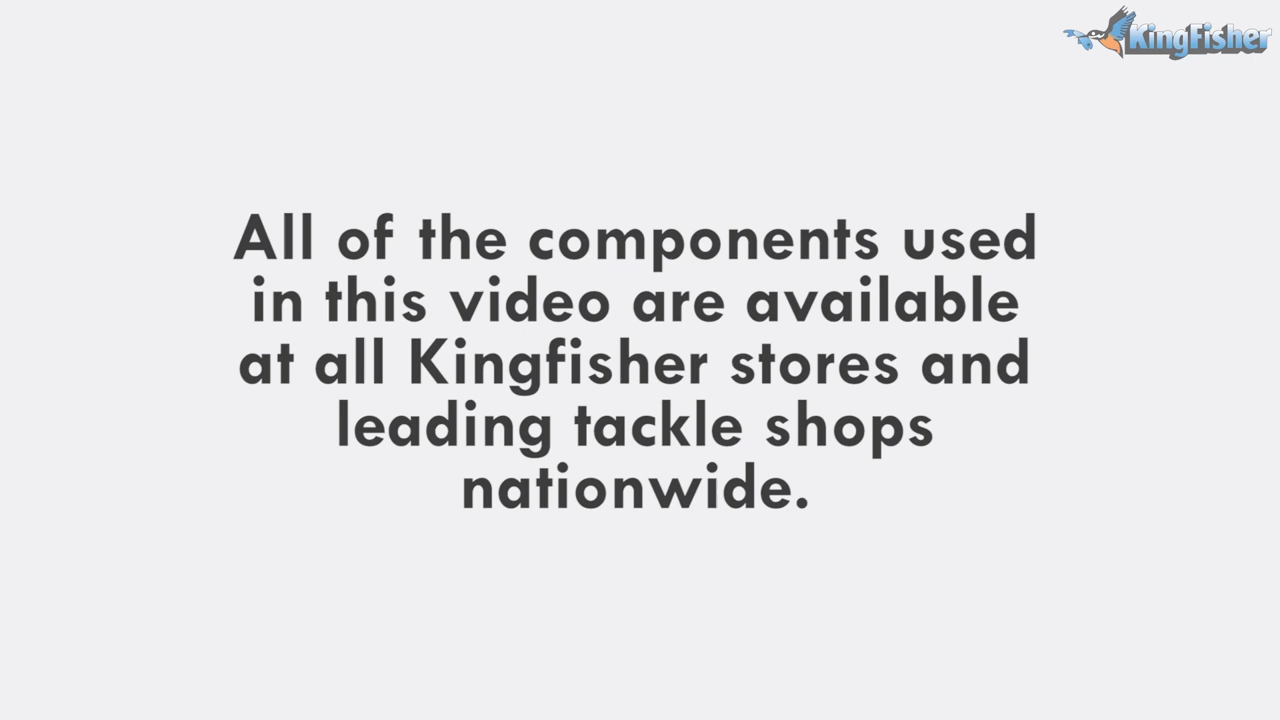 KingFisher
All of the components used
in this video are available
at all Kingfisher stores and
leading tackle shops
nationwide.